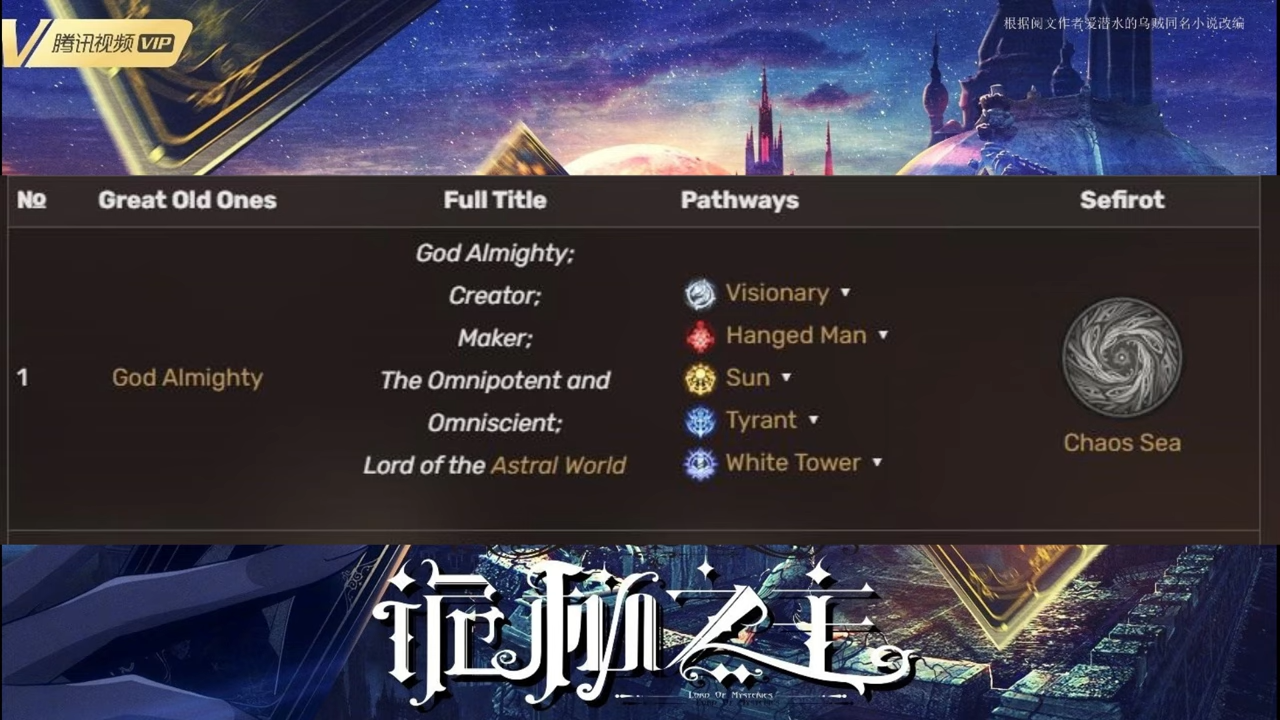 腾讯视频 VIP
根据阅文作者爱潜水的乌贼同名小说改编
№ Great Old Ones Full Title Pathways Sefirot
God Almighty;
Creator;
Visionary ▼
Maker;
Hanged Man ▼
1 God Almighty
The Omnipotent and
Sun ▼
Omniscient;
Tyrant ▼
Lord of the Astral World
White Tower ▼
Chaos Sea
诡秘之主
LORD OF MYSTERIES